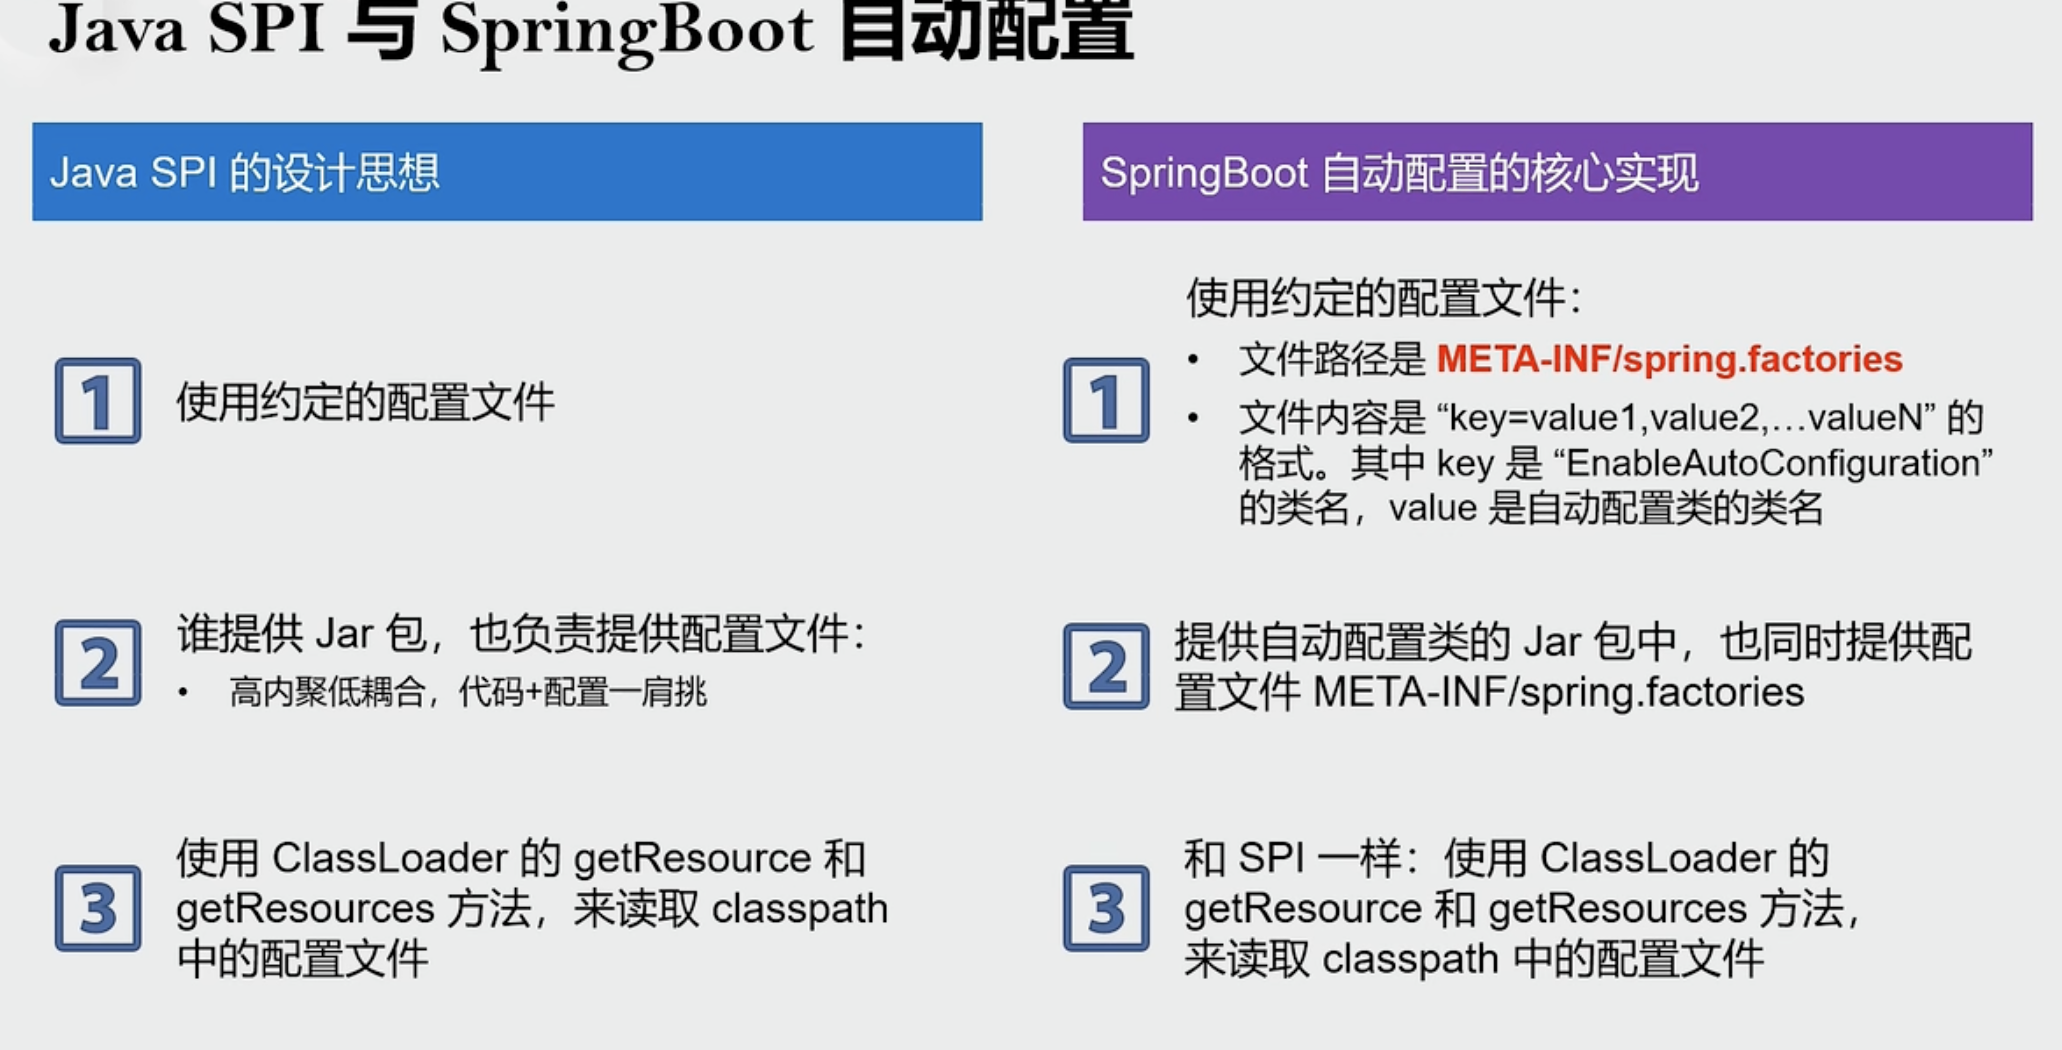 Java SPI 与 SpringBoot 自动配置
Java SPI 的设计思想
1
使用约定的配置文件
2
谁提供 Jar 包，也负责提供配置文件：
• 高内聚低耦合，代码+配置一肩挑
3
使用 ClassLoader 的 getResource 和
getResources 方法，来读取 classpath
中的配置文件
SpringBoot 自动配置的核心实现
1
使用约定的配置文件：
• 文件路径是 META-INF/spring.factories
• 文件内容是 “key=value1,value2,…valueN” 的
格式。其中 key 是 “EnableAutoConfiguration”
的类名，value 是自动配置类的类名
2
提供自动配置类的 Jar 包中，也同时提供配
置文件 META-INF/spring.factories
3
和 SPI 一样：使用 ClassLoader 的
getResource 和 getResources 方法，
来读取 classpath 中的配置文件